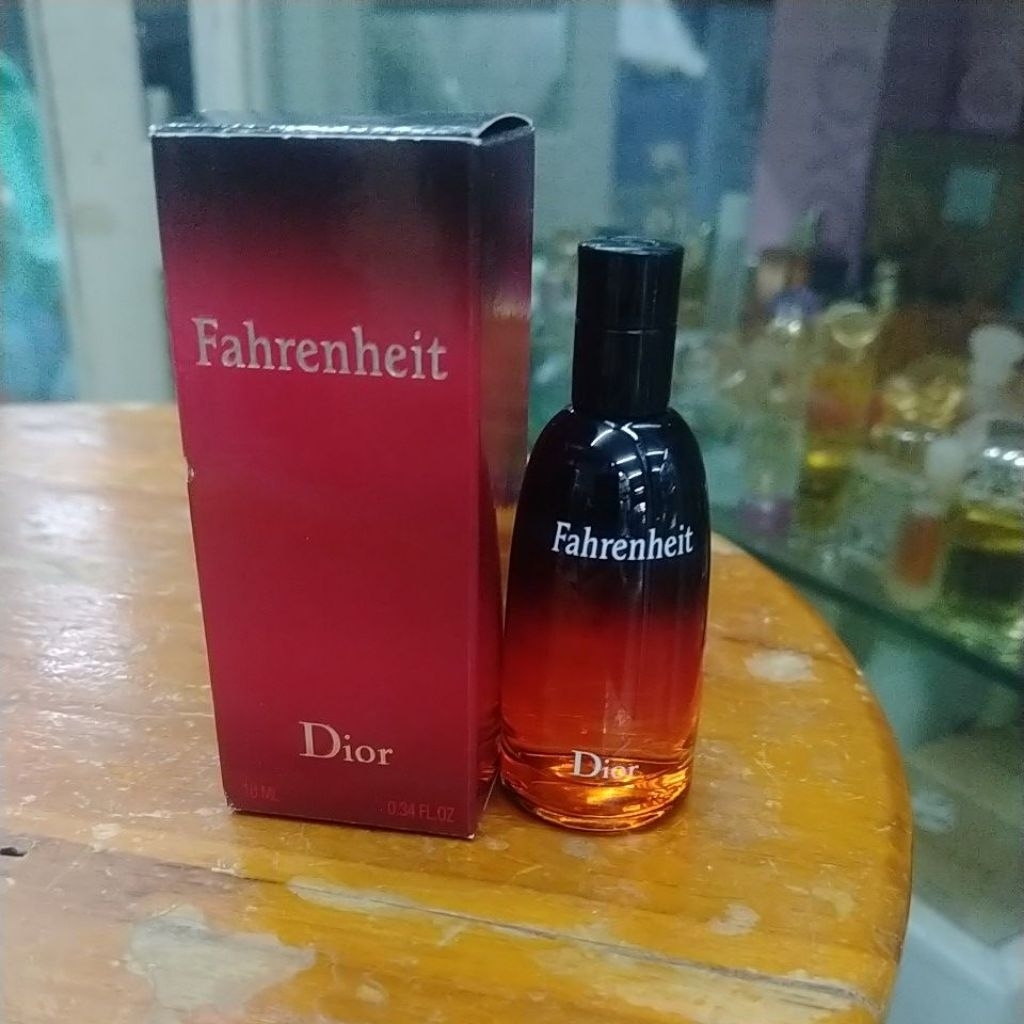 Fahrenheit
Dior
10 ML
0.34 FL.OZ
Fahrenheit
Dior